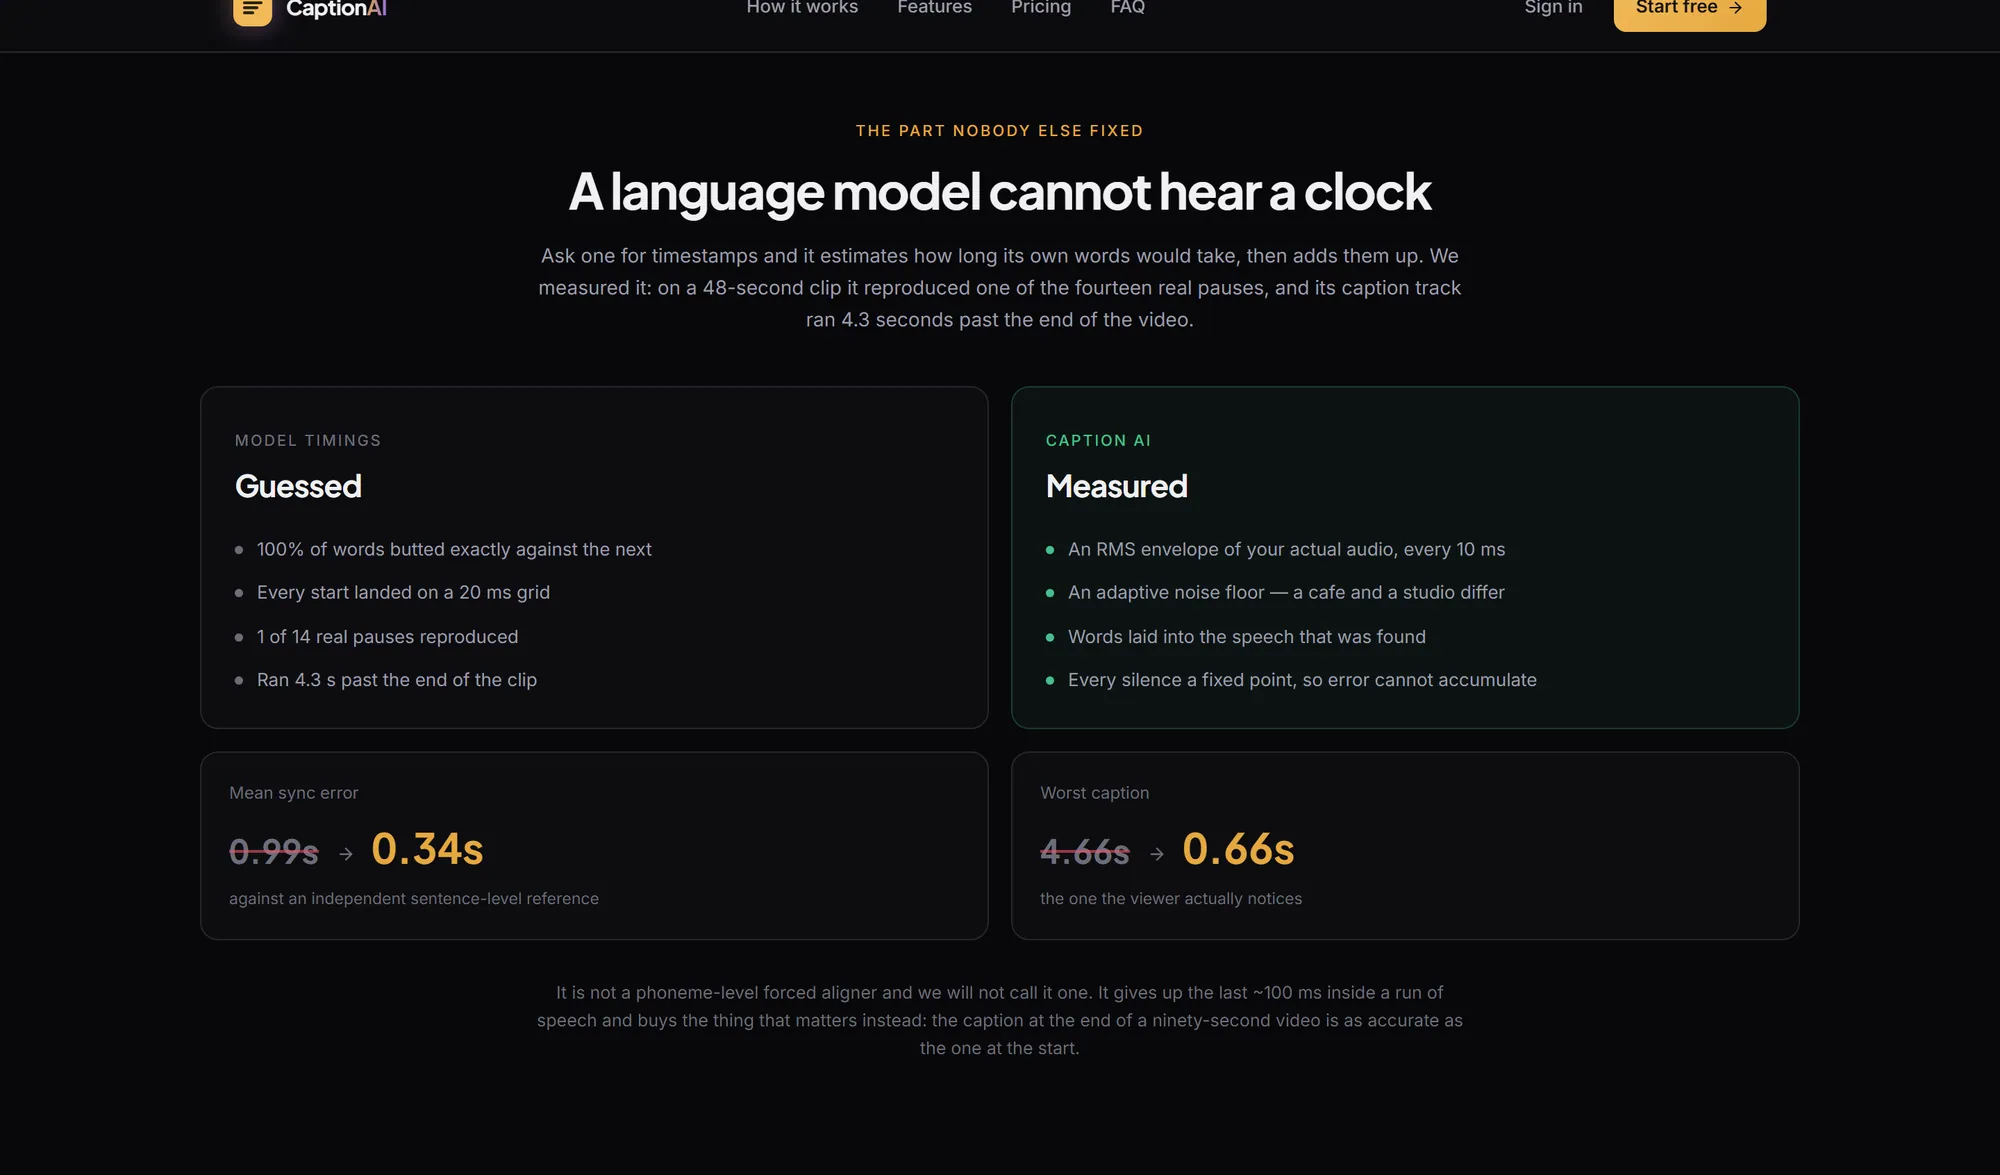 CaptionAI
How it works
Features
Pricing
FAQ
Sign in
Start free →
THE PART NOBODY ELSE FIXED
A language model cannot hear a clock
Ask one for timestamps and it estimates how long its own words would take, then adds them up. We
measured it: on a 48-second clip it reproduced one of the fourteen real pauses, and its caption track
ran 4.3 seconds past the end of the video.
MODEL TIMINGS
Guessed
100% of words butted exactly against the next
Every start landed on a 20 ms grid
1 of 14 real pauses reproduced
Ran 4.3 s past the end of the clip
CAPTION AI
Measured
An RMS envelope of your actual audio, every 10 ms
An adaptive noise floor — a cafe and a studio differ
Words laid into the speech that was found
Every silence a fixed point, so error cannot accumulate
Mean sync error
0.99s → 0.34s
against an independent sentence-level reference
Worst caption
4.66s → 0.66s
the one the viewer actually notices
It is not a phoneme-level forced aligner and we will not call it one. It gives up the last ~100 ms inside a run of
speech and buys the thing that matters instead: the caption at the end of a ninety-second video is as accurate as
the one at the start.